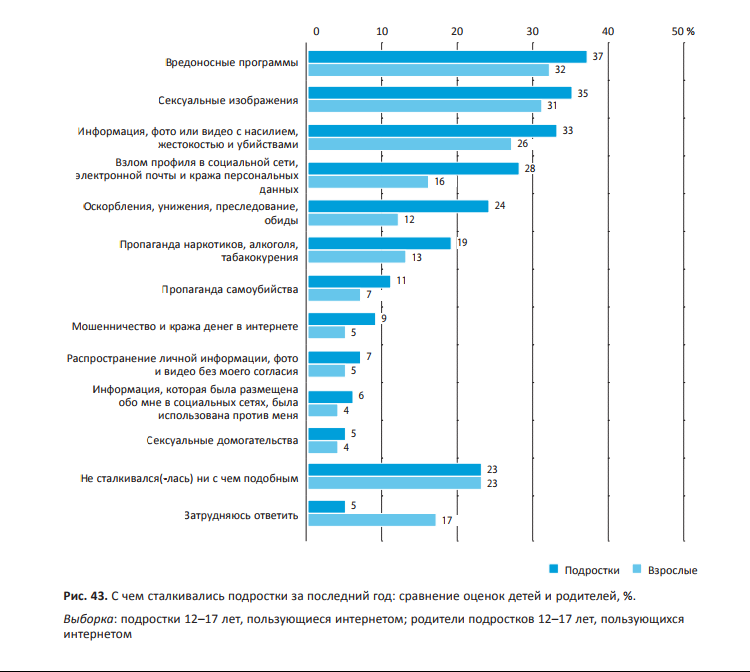 0 10 20 30 40 50 %
Вредоносные программы
37
32
Сексуальные изображения
35
31
Информация, фото или видео с насилием,
жестокостью и убийствами
33
26
Взлом профиля в социальной сети,
электронной почты и кража персональных
данных
28
16
Оскорбления, унижения, преследование,
обиды
24
12
Пропаганда наркотиков, алкоголя,
табакокурения
19
13
Пропаганда самоубийства
11
7
Мошенничество и кража денег в интернете
9
5
Распространение личной информации, фото
и видео без моего согласия
7
5
Информация, которая была размещена
обо мне в социальных сетях, была
использована против меня
6
4
Сексуальные домогательства
5
4
Не сталкивался(-лась) ни с чем подобным
23
23
Затрудняюсь ответить
5
17
Подростки Взрослые
Рис. 43. С чем сталкивались подростки за последний год: сравнение оценок детей и родителей, %.
Выборка: подростки 12–17 лет, пользующиеся интернетом; родители подростков 12–17 лет, пользующихся
интернетом